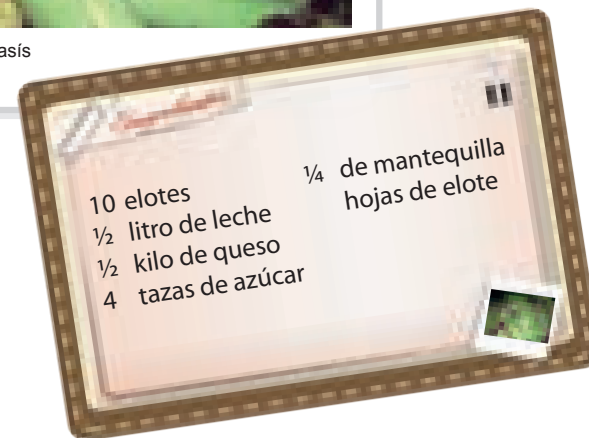 asís
10 elotes
½ litro de leche
½ kilo de queso
4 tazas de azúcar
¼ de mantequilla
hojas de elote